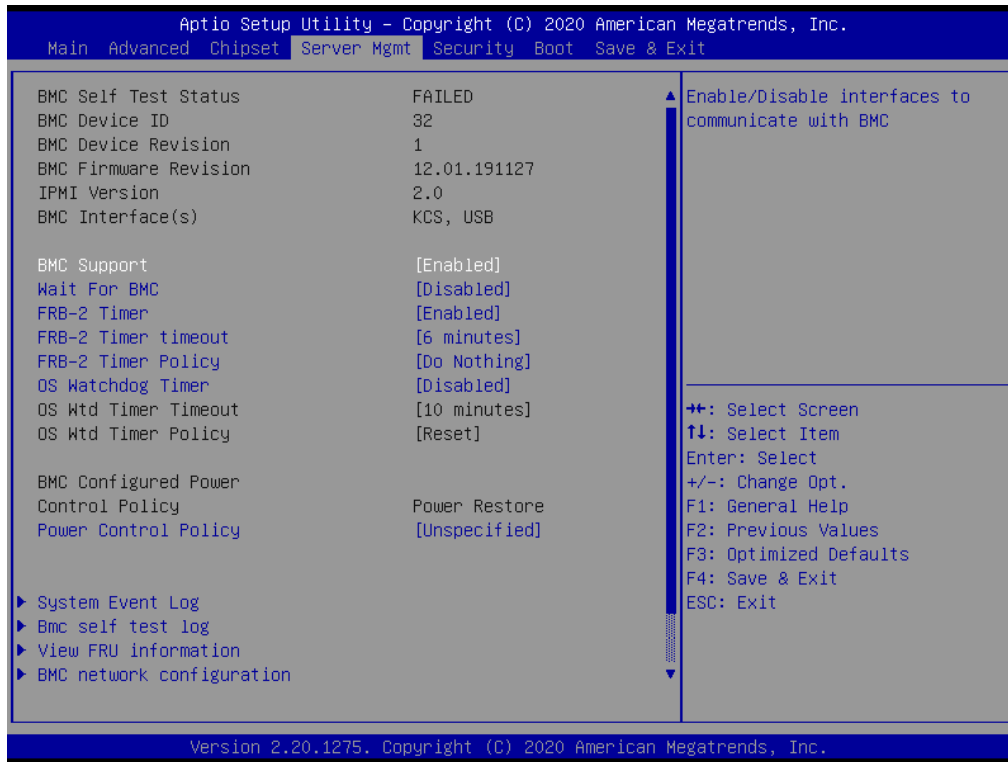 Aptio Setup Utility – Copyright (C) 2020 American Megatrends, Inc.
Main Advanced Chipset Server Mgmt Security Boot Save & Exit
BMC Self Test Status FAILED
BMC Device ID 32
BMC Device Revision 1
BMC Firmware Revision 12.01.191127
IPMI Version 2.0
BMC Interface(s) KCS, USB
BMC Support [Enabled]
Wait For BMC [Disabled]
FRB-2 Timer [Enabled]
FRB-2 Timer timeout [6 minutes]
FRB-2 Timer Policy [Do Nothing]
OS Watchdog Timer [Disabled]
OS Wtd Timer Timeout [10 minutes]
OS Wtd Timer Policy [Reset]
BMC Configured Power
Control Policy Power Restore
Power Control Policy [Unspecified]
System Event Log
Bmc self test log
View FRU information
BMC network configuration
Enable/Disable interfaces to
communicate with BMC
→←: Select Screen
↑↓: Select Item
Enter: Select
+/-: Change Opt.
F1: General Help
F2: Previous Values
F3: Optimized Defaults
F4: Save & Exit
ESC: Exit
Version 2.20.1275. Copyright (C) 2020 American Megatrends, Inc.